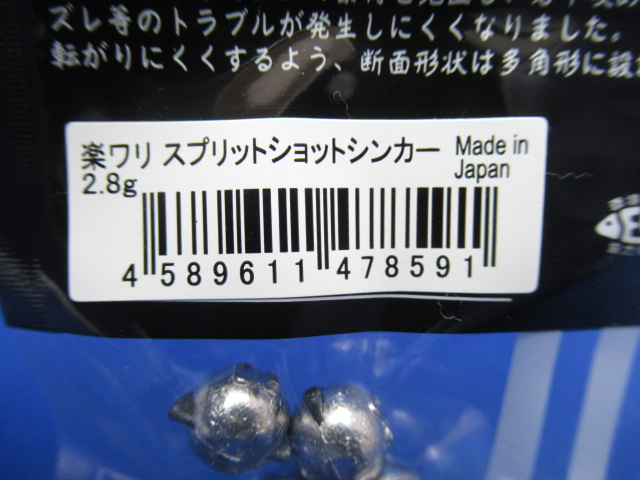 ズレ等のトラブルが発生しにくくなりました。
転がりにくくするよう、断面形状は多角形に設
楽ワリ スプリットショットシンカー Made in
2.8g Japan
4 589611 478591